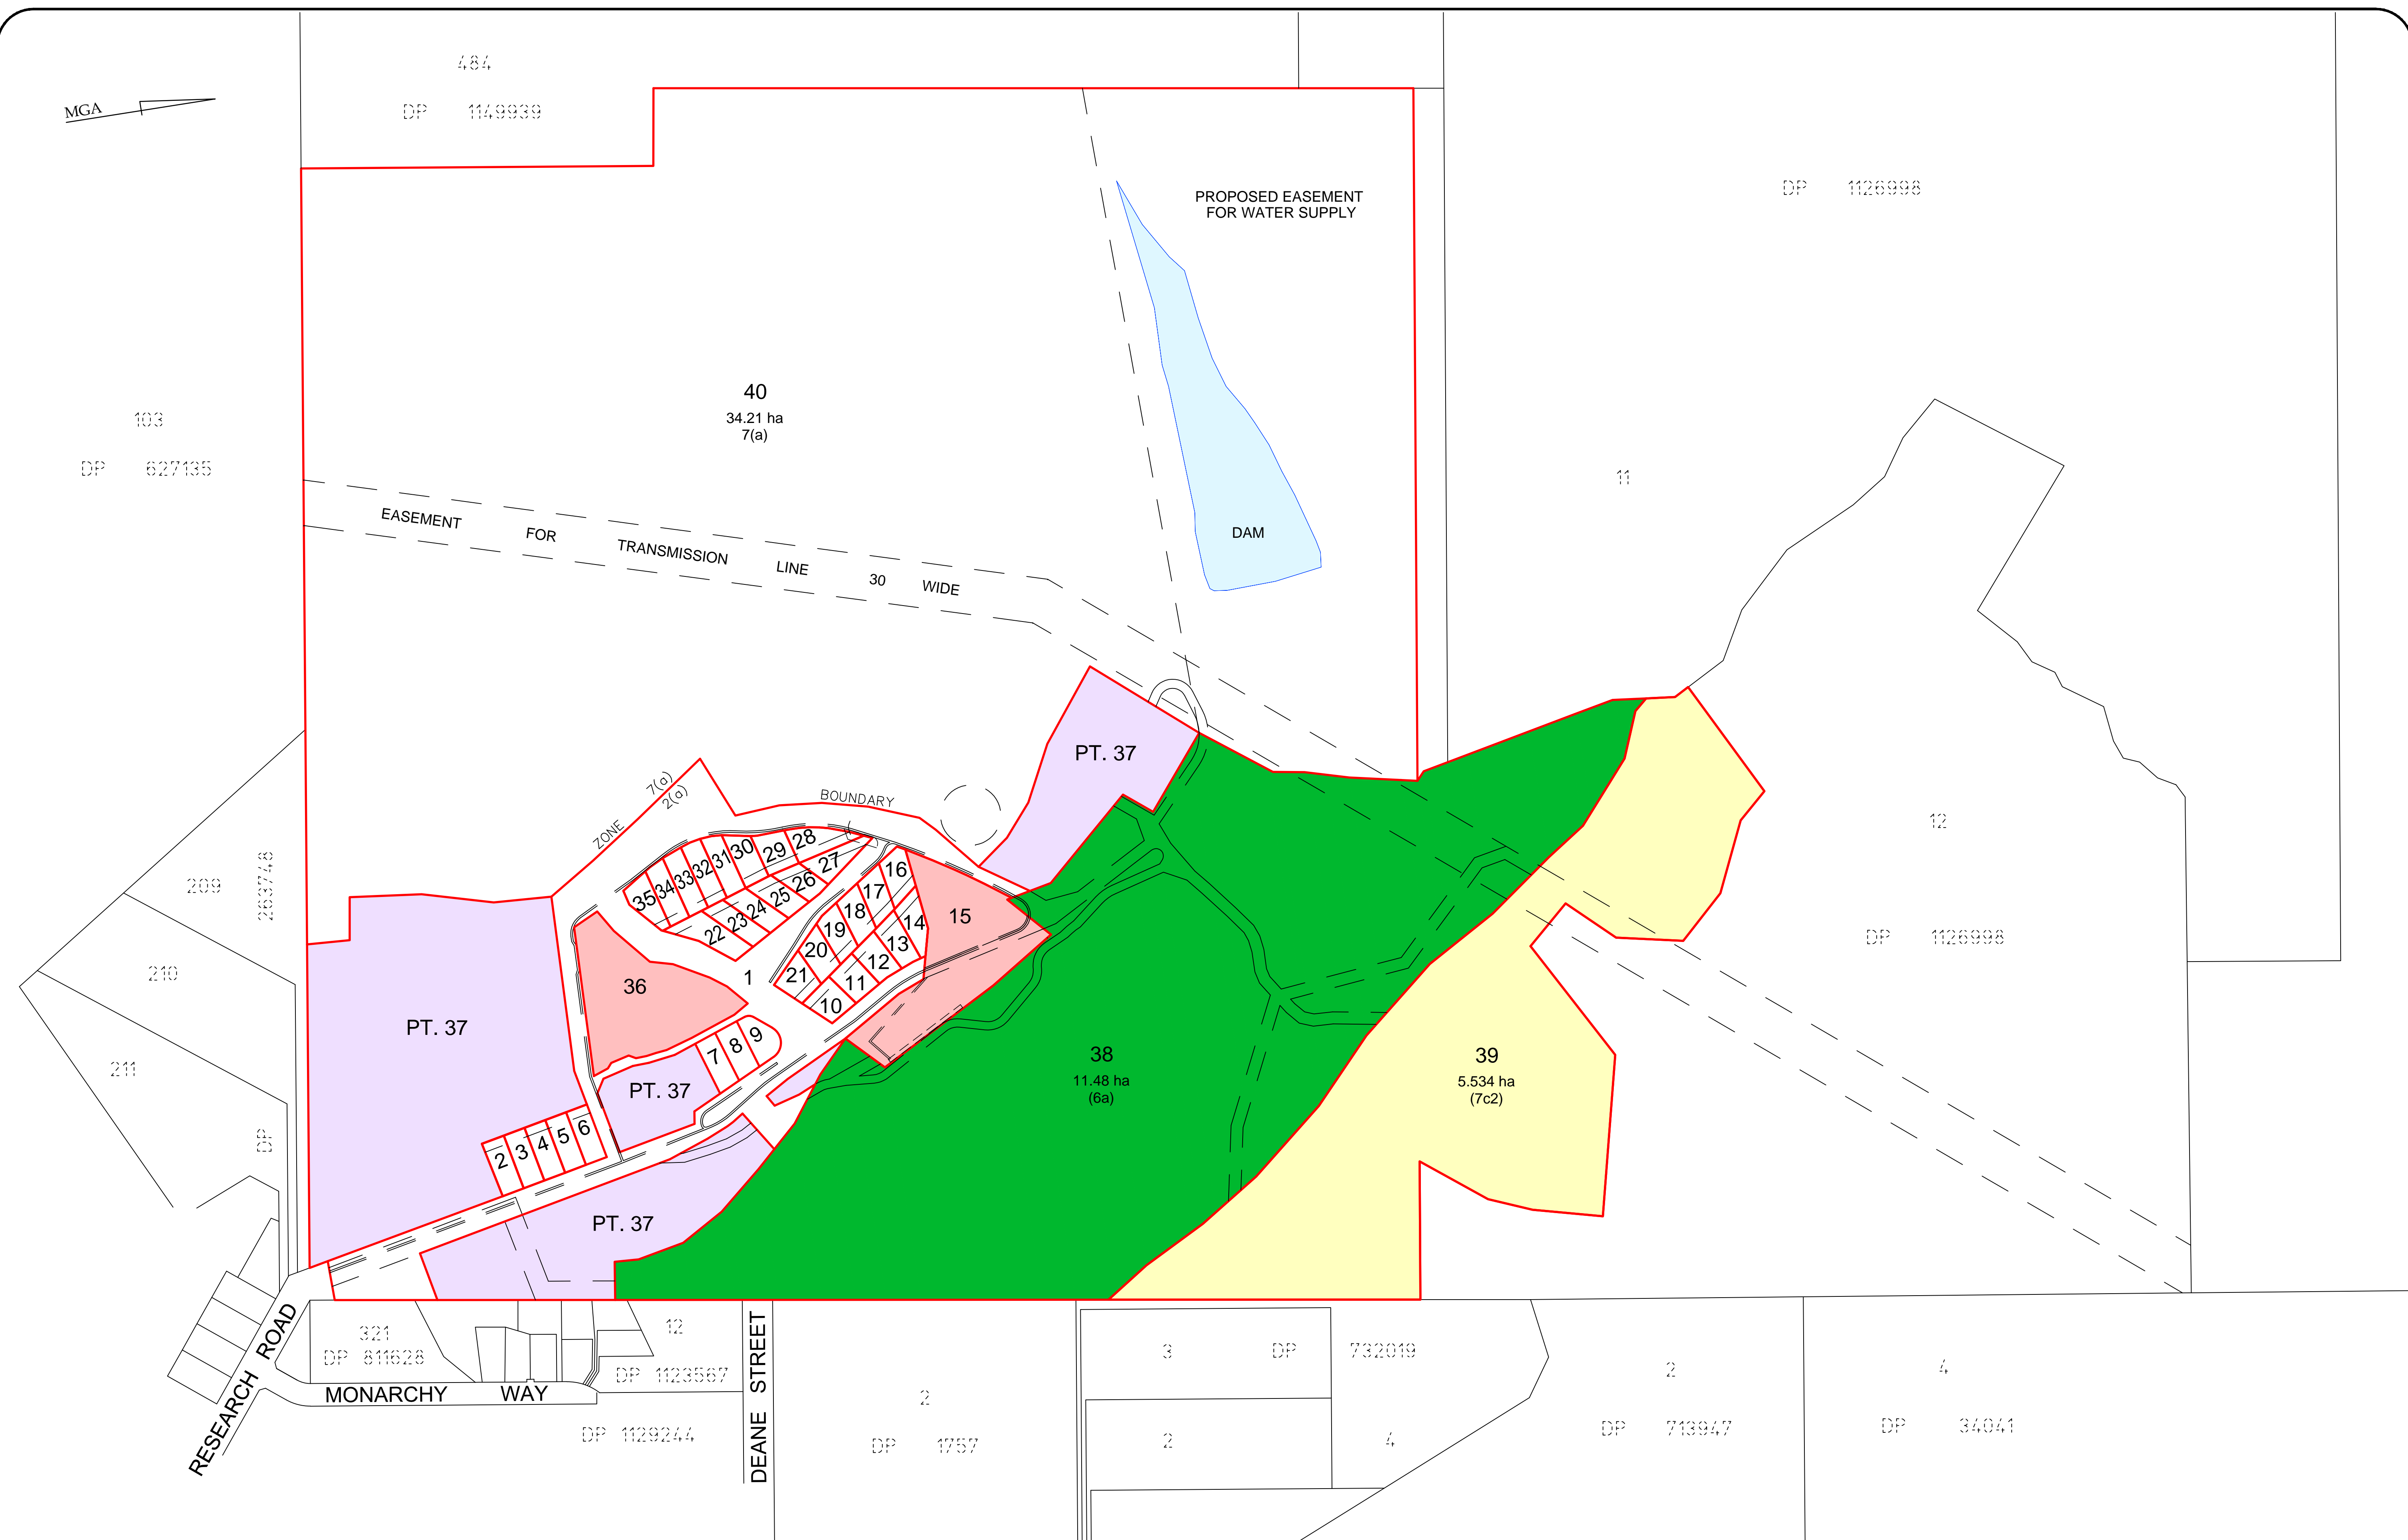 484
DP 1149939
MGA
DP 1126998
PROPOSED EASEMENT
FOR WATER SUPPLY
40
34.21 ha
7(a)
103
DP 627135
11
EASEMENT FOR TRANSMISSION LINE 30 WIDE
DAM
PT. 37
7(a)
2(a)
ZONE
BOUNDARY
12
DP 1126998
209
210
211
DP 263748
35
34
33
32
31
30
29
28
27
26
25
24
23
22
16
17
18
19
20
21
14
13
12
11
10
15
36
1
PT. 37
7
8
9
PT. 37
2
3
4
5
6
PT. 37
38
11.48 ha
(6a)
39
5.534 ha
(7c2)
RESEARCH ROAD
321
DP 811628
12
DP 1123567
MONARCHY WAY
DP 1129244
DEANE STREET
2
DP 1757
3
DP 732019
2
4
2
DP 713947
4
DP 34041